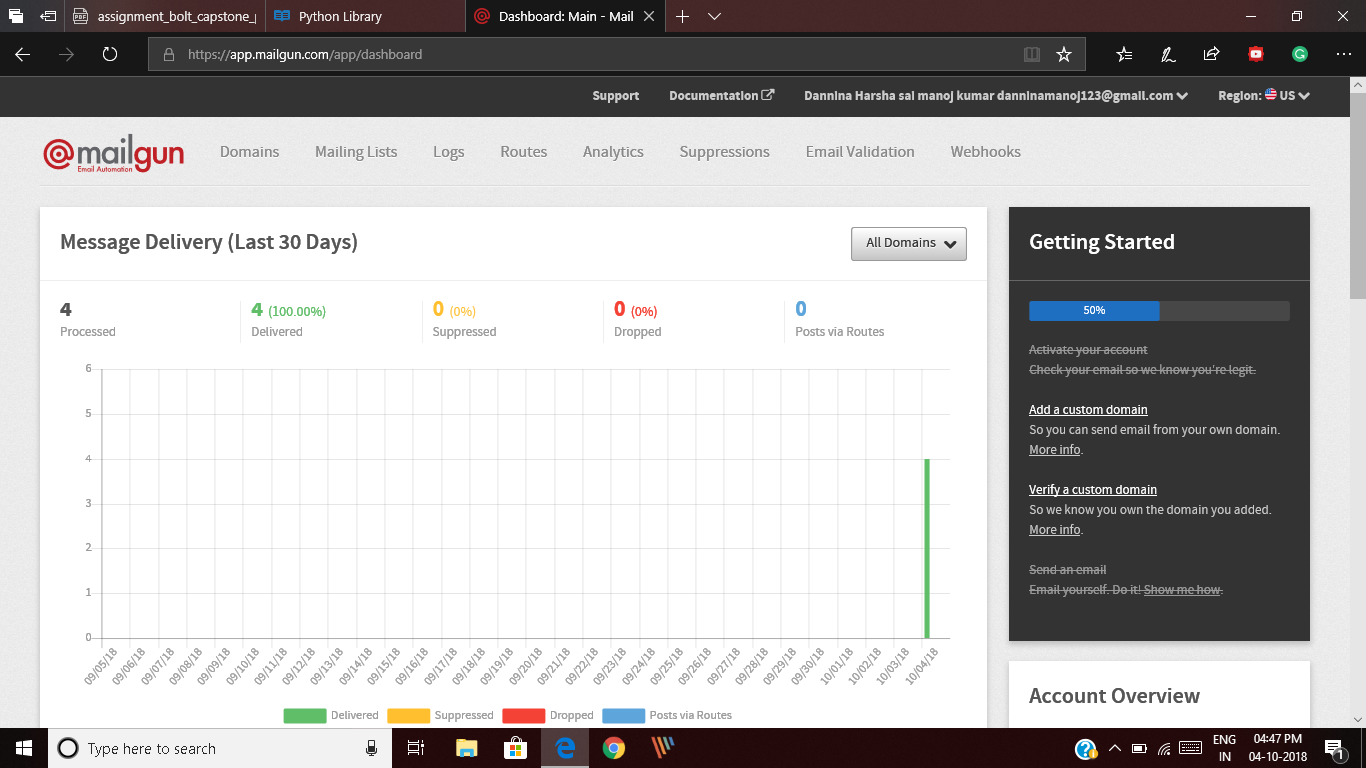 assignment_bolt_capstone_
Python Library
Dashboard: Main - Mail
https://app.mailgun.com/app/dashboard
Support Documentation Dannina Harsha sai manoj kumar danninamanoj123@gmail.com Region: US
@mailgun
Email Automation
Domains Mailing Lists Logs Routes Analytics Suppressions Email Validation Webhooks
Message Delivery (Last 30 Days)
All Domains
4
Processed
4 (100.00%)
Delivered
0 (0%)
Suppressed
0 (0%)
Dropped
0
Posts via Routes
6
5
4
3
2
1
0
09/05/18 09/06/18 09/07/18 09/08/18 09/09/18 09/10/18 09/11/18 09/12/18 09/13/18 09/14/18 09/15/18 09/16/18 09/17/18 09/18/18 09/19/18 09/20/18 09/21/18 09/22/18 09/23/18 09/24/18 09/25/18 09/26/18 09/27/18 09/28/18 09/29/18 09/30/18 10/01/18 10/02/18 10/03/18 10/04/18
Delivered Suppressed Dropped Posts via Routes
Getting Started
50%
Activate your account
Check your email so we know you're legit.
Add a custom domain
So you can send email from your own domain.
More info.
Verify a custom domain
So we know you own the domain you added.
More info.
Send an email
Email yourself. Do it! Show me how.
Account Overview
Type here to search
ENG
IN
04:47 PM
04-10-2018
1